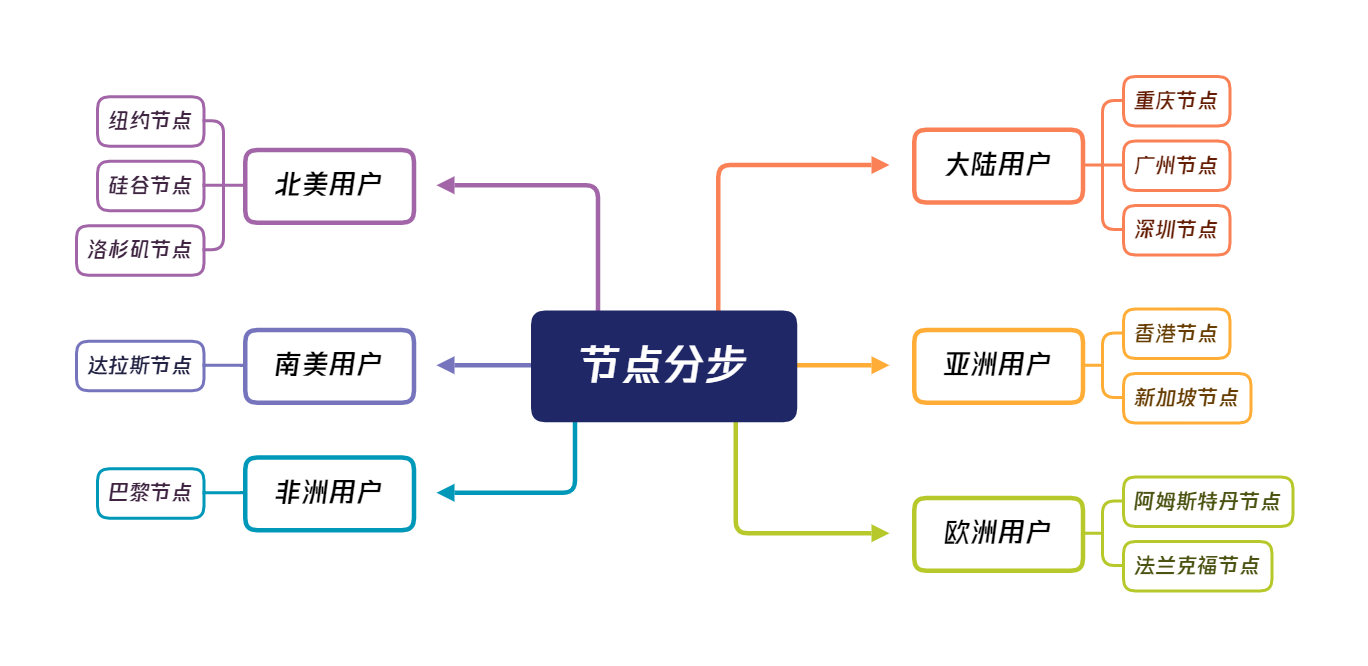 节点分步
大陆用户
重庆节点
广州节点
深圳节点
亚洲用户
香港节点
新加坡节点
欧洲用户
阿姆斯特丹节点
法兰克福节点
北美用户
纽约节点
硅谷节点
洛杉矶节点
南美用户
达拉斯节点
非洲用户
巴黎节点